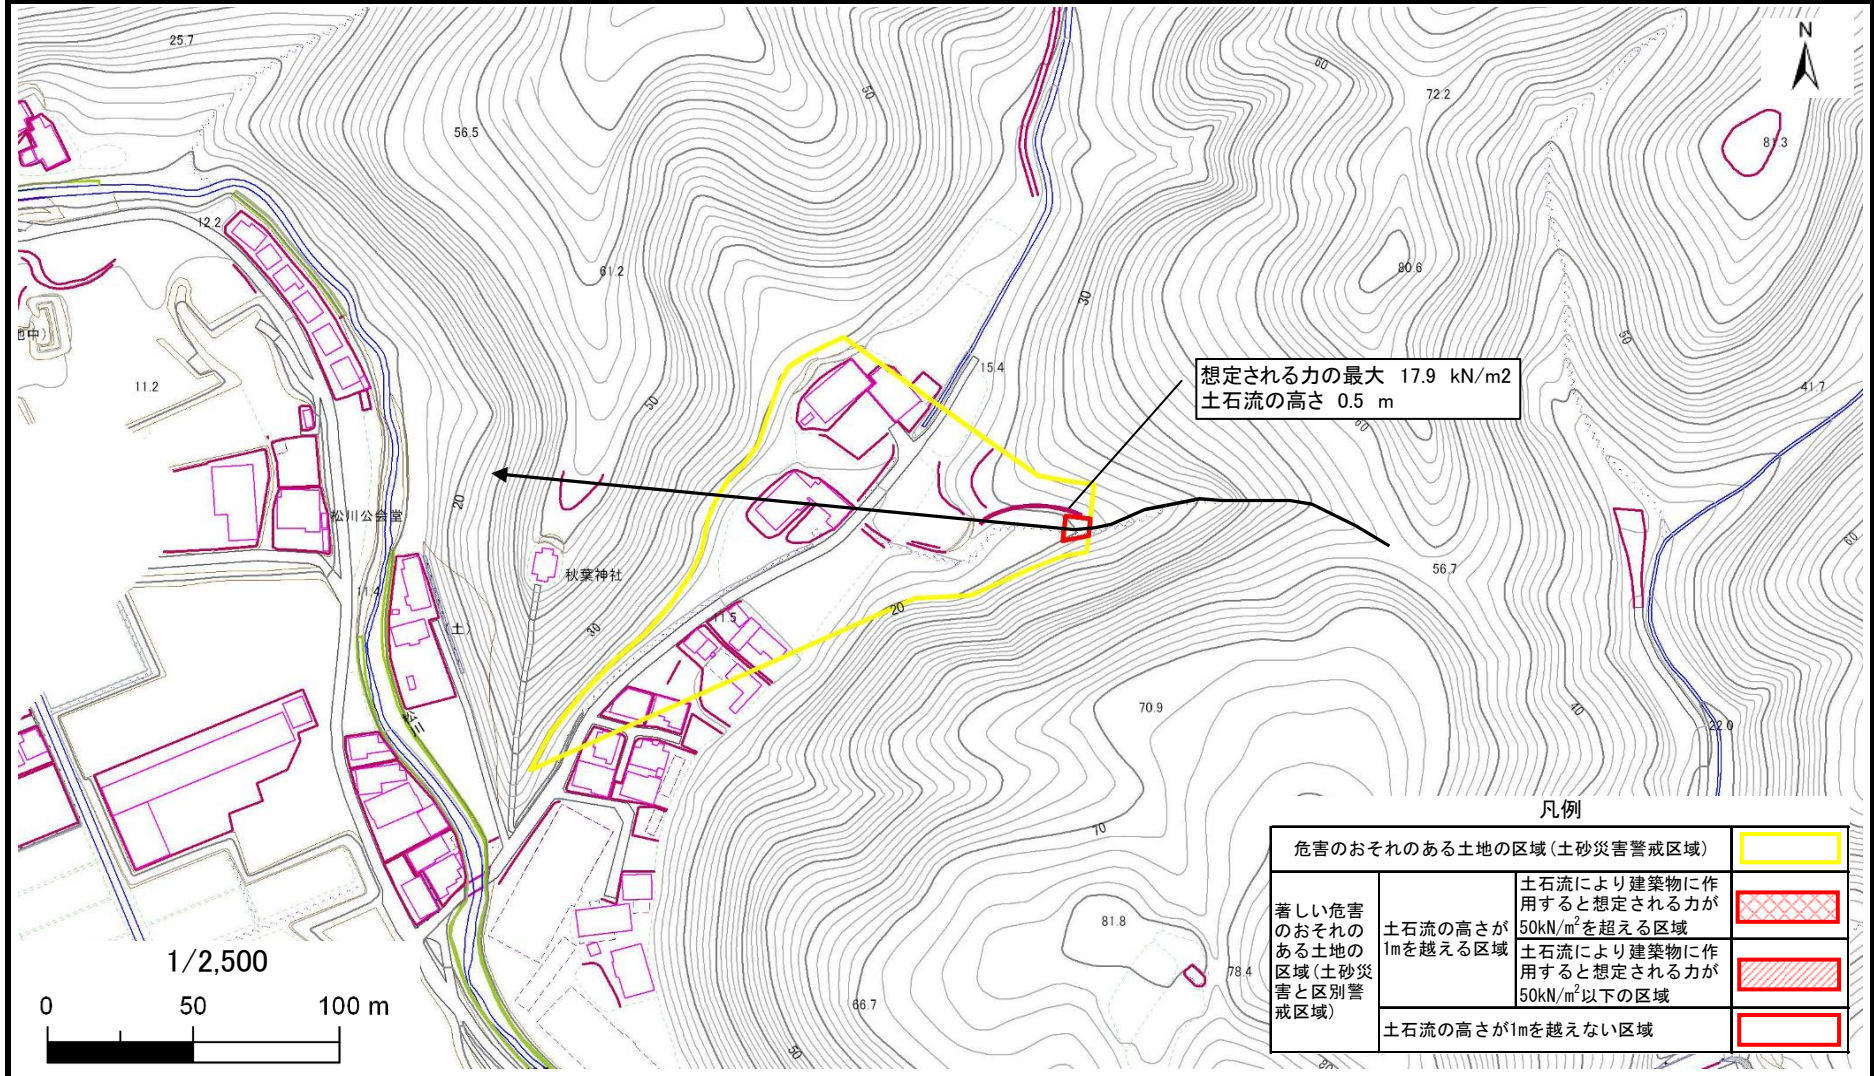 25.7
N
60
72.2
50
56.5
81.3
12.2
61.2
80.6
30
50
池中)
15.4
11.2
想定される力の最大 17.9 kN/m2
土石流の高さ 0.5 m
41.7
50
60
20
松川公会堂
60
秋葉神社
56.7
11.4
20
11.5
(土)
30
松川
70.9
40
22.0
凡例
70
危害のおそれのある土地の区域(土砂災害警戒区域)
著しい危害
のおそれの
ある土地の
区域(土砂災
害と区別警
戒区域)
土石流の高さが
1mを越える区域
土石流により建築物に作
用すると想定される力が
50kN/m²を超える区域
土石流により建築物に作
用すると想定される力が
50kN/m²以下の区域
土石流の高さが1mを越えない区域
81.8
78.4
66.7
50
80
1/2,500
0 50 100 m